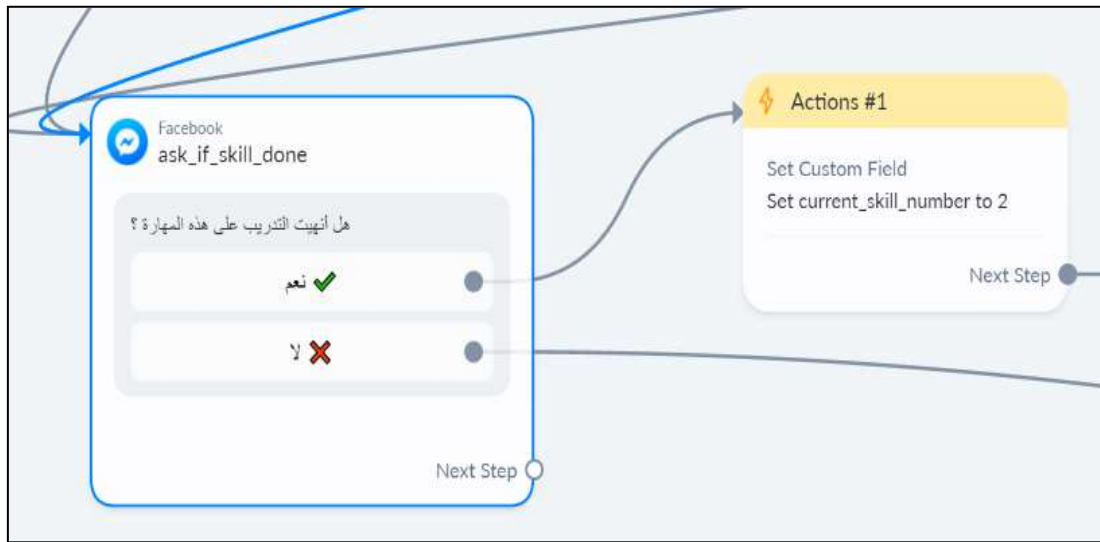 Facebook
ask_if_skill_done
هل أنهيت التدريب على هذه المهارة ؟
✔ نعم
❌ لا
Next Step
Actions #1
Set Custom Field
Set current_skill_number to 2
Next Step